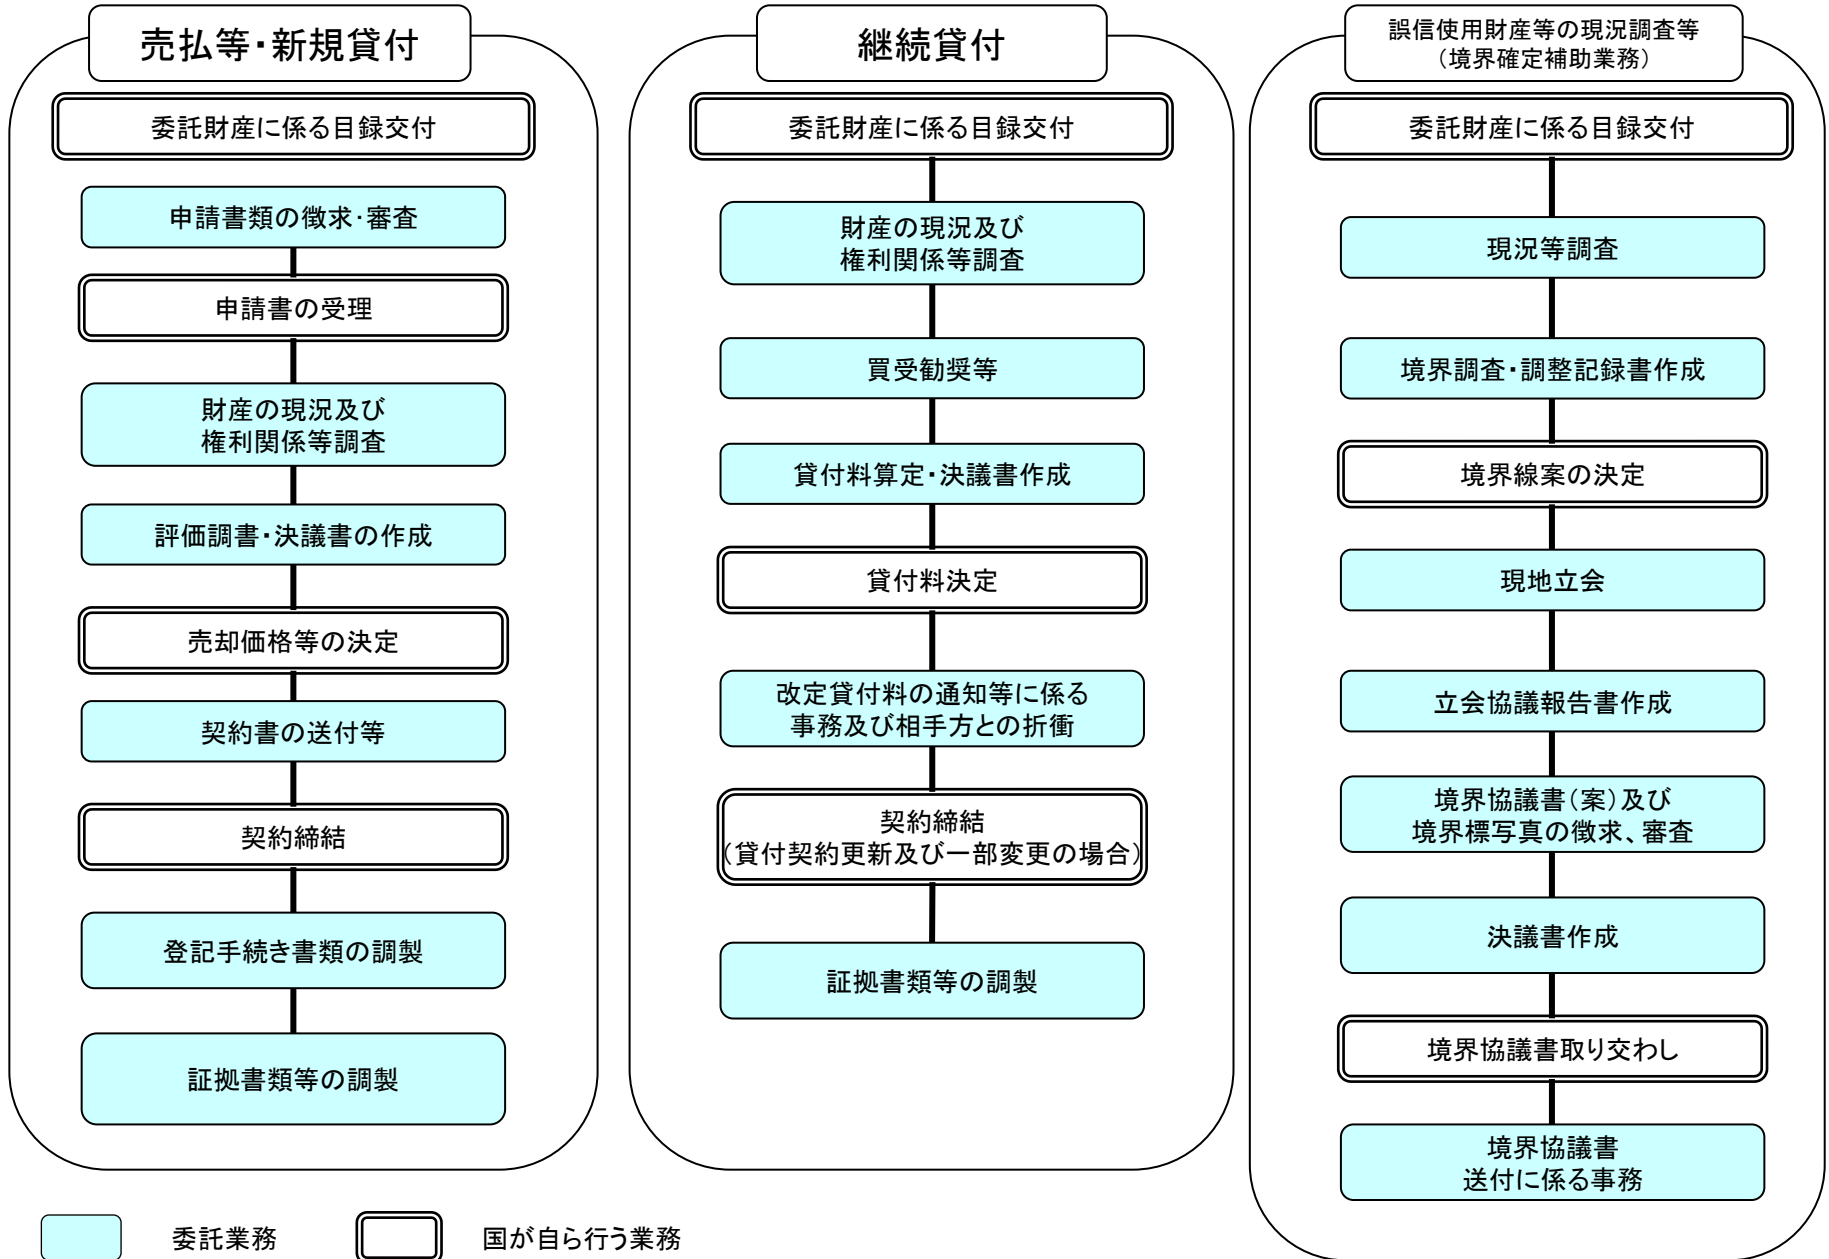 売払等・新規貸付
委託財産に係る目録交付
申請書類の徴求・審査
申請書の受理
財産の現況及び
権利関係等調査
評価調書・決議書の作成
売却価格等の決定
契約書の送付等
契約締結
登記手続き書類の調製
証拠書類等の調製
継続貸付
委託財産に係る目録交付
財産の現況及び
権利関係等調査
買受勧奨等
貸付料算定・決議書作成
貸付料決定
改定貸付料の通知等に係る
事務及び相手方との折衝
契約締結
(貸付契約更新及び一部変更の場合)
証拠書類等の調製
誤信使用財産等の現況調査等
(境界確定補助業務)
委託財産に係る目録交付
現況等調査
境界調査・調整記録書作成
境界線案の決定
現地立会
立会協議報告書作成
境界協議書(案)及び
境界標写真の徴求、審査
決議書作成
境界協議書取り交わし
境界協議書
送付に係る事務
委託業務
国が自ら行う業務